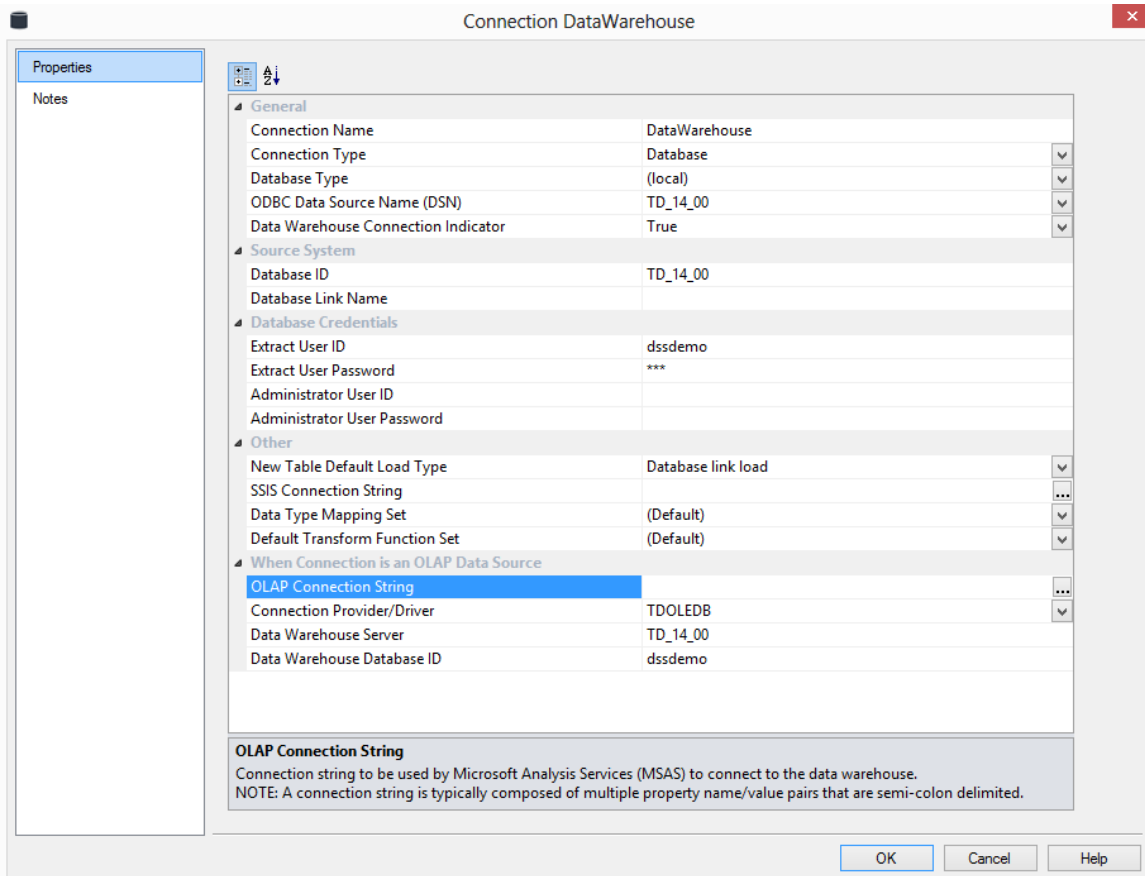 Connection DataWarehouse
Properties
Notes
General
Connection Name DataWarehouse
Connection Type Database
Database Type (local)
ODBC Data Source Name (DSN) TD_14_00
Data Warehouse Connection Indicator True
Source System
Database ID TD_14_00
Database Link Name
Database Credentials
Extract User ID dssdemo
Extract User Password ***
Administrator User ID
Administrator User Password
Other
New Table Default Load Type Database link load
SSIS Connection String ...
Data Type Mapping Set (Default)
Default Transform Function Set (Default)
When Connection is an OLAP Data Source
OLAP Connection String ...
Connection Provider/Driver TDOLEDB
Data Warehouse Server TD_14_00
Data Warehouse Database ID dssdemo
OLAP Connection String
Connection string to be used by Microsoft Analysis Services (MSAS) to connect to the data warehouse.
NOTE: A connection string is typically composed of multiple property name/value pairs that are semi-colon delimited.
OK Cancel Help